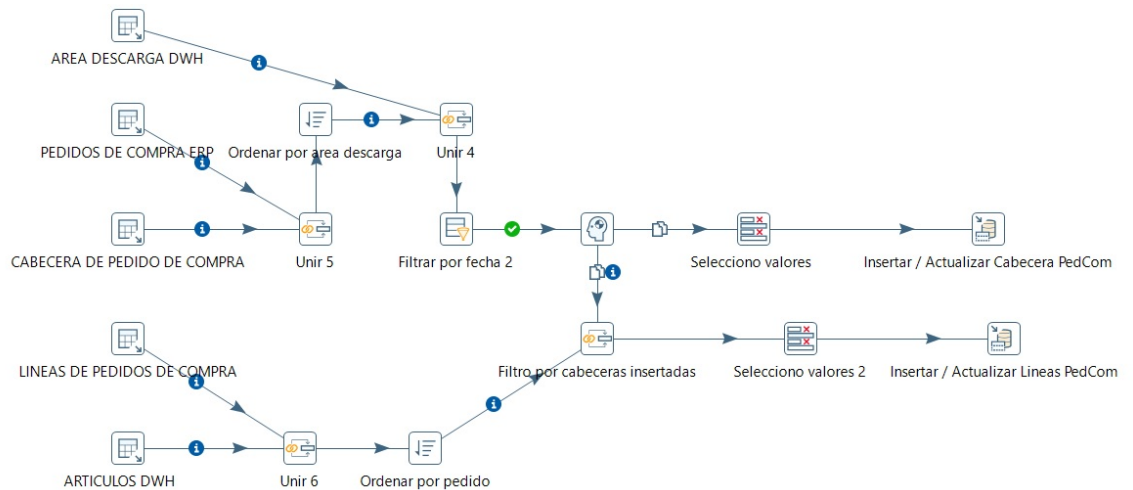 AREA DESCARGA DWH
PEDIDOS DE COMPRA ERP
Ordenar por area descarga
Unir 4
CABECERA DE PEDIDO DE COMPRA
Unir 5
Filtrar por fecha 2
Selecciono valores
Insertar / Actualizar Cabecera PedCom
LINEAS DE PEDIDOS DE COMPRA
Filtro por cabeceras insertadas
Selecciono valores 2
Insertar / Actualizar Lineas PedCom
ARTICULOS DWH
Unir 6
Ordenar por pedido